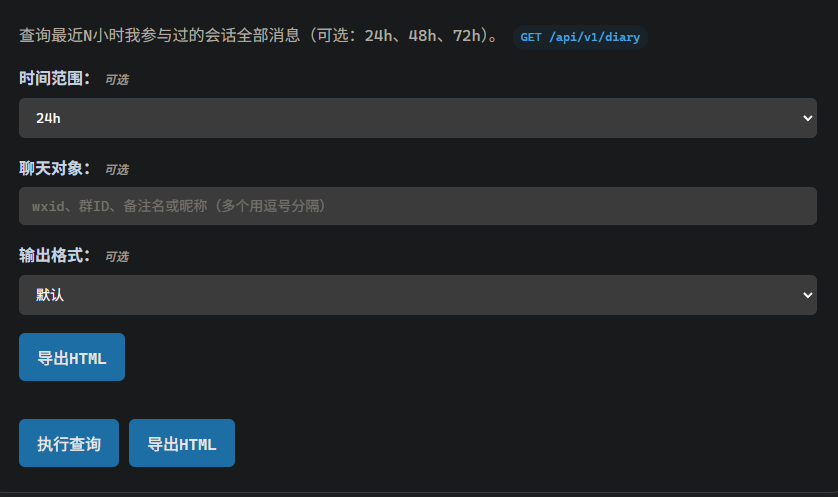 查询最近N小时我参与过的会话全部消息（可选：24h、48h、72h）。 GET /api/v1/diary
时间范围： 可选
24h
聊天对象： 可选
wxid、群ID、备注名或昵称（多个用逗号分隔）
输出格式： 可选
默认
导出HTML
执行查询 导出HTML